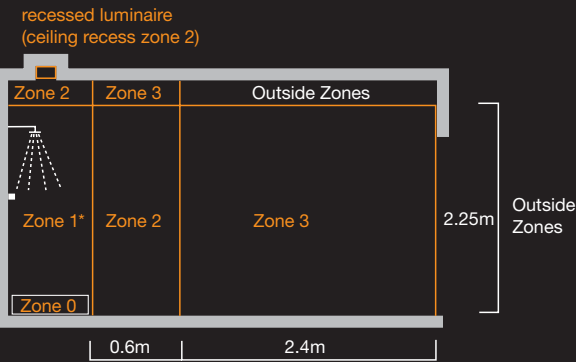 recessed luminaire
(ceiling recess zone 2)
Zone 2
Zone 3
Outside Zones
Zone 1*
Zone 2
Zone 3
2.25m
Outside
Zones
Zone 0
0.6m
2.4m